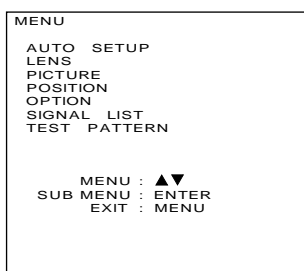 MENU
AUTO SETUP
LENS
PICTURE
POSITION
OPTION
SIGNAL LIST
TEST PATTERN
MENU : ▲▼
SUB MENU : ENTER
EXIT : MENU